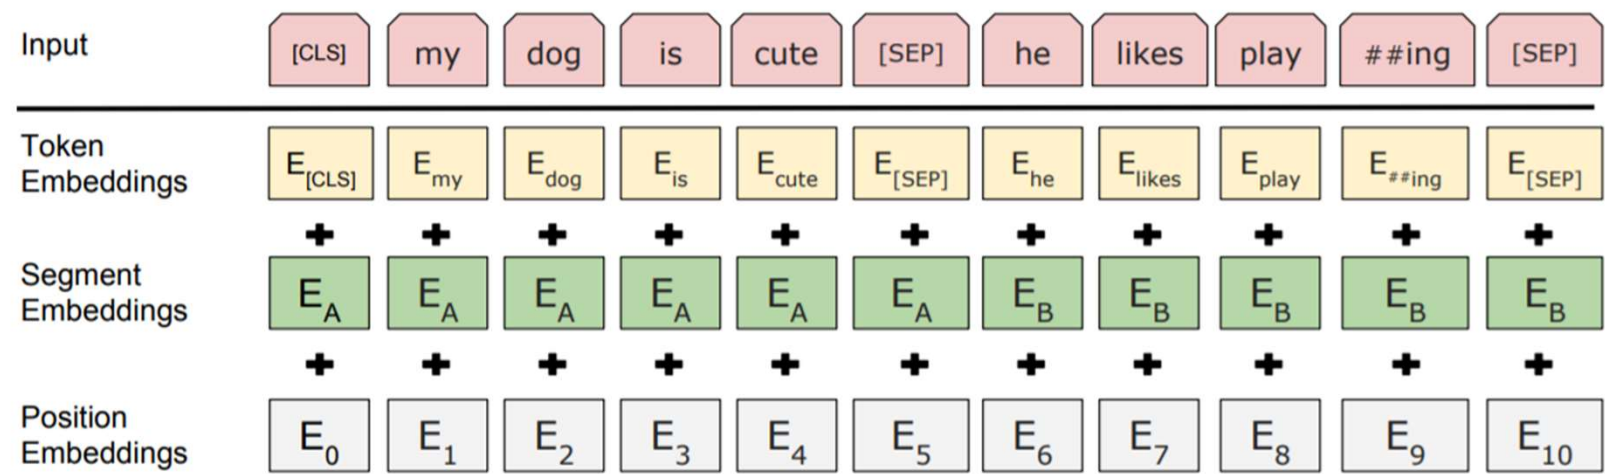 Input [CLS] my dog is cute [SEP] he likes play ##ing [SEP]
Token Embeddings E[CLS] Emy Edog Eis Ecute E[SEP] Ehe Elikes Eplay E##ing E[SEP]
+ + + + + + + + + + +
Segment Embeddings EA EA EA EA EA EA EB EB EB EB EB
+ + + + + + + + + + +
Position Embeddings E0 E1 E2 E3 E4 E5 E6 E7 E8 E9 E10